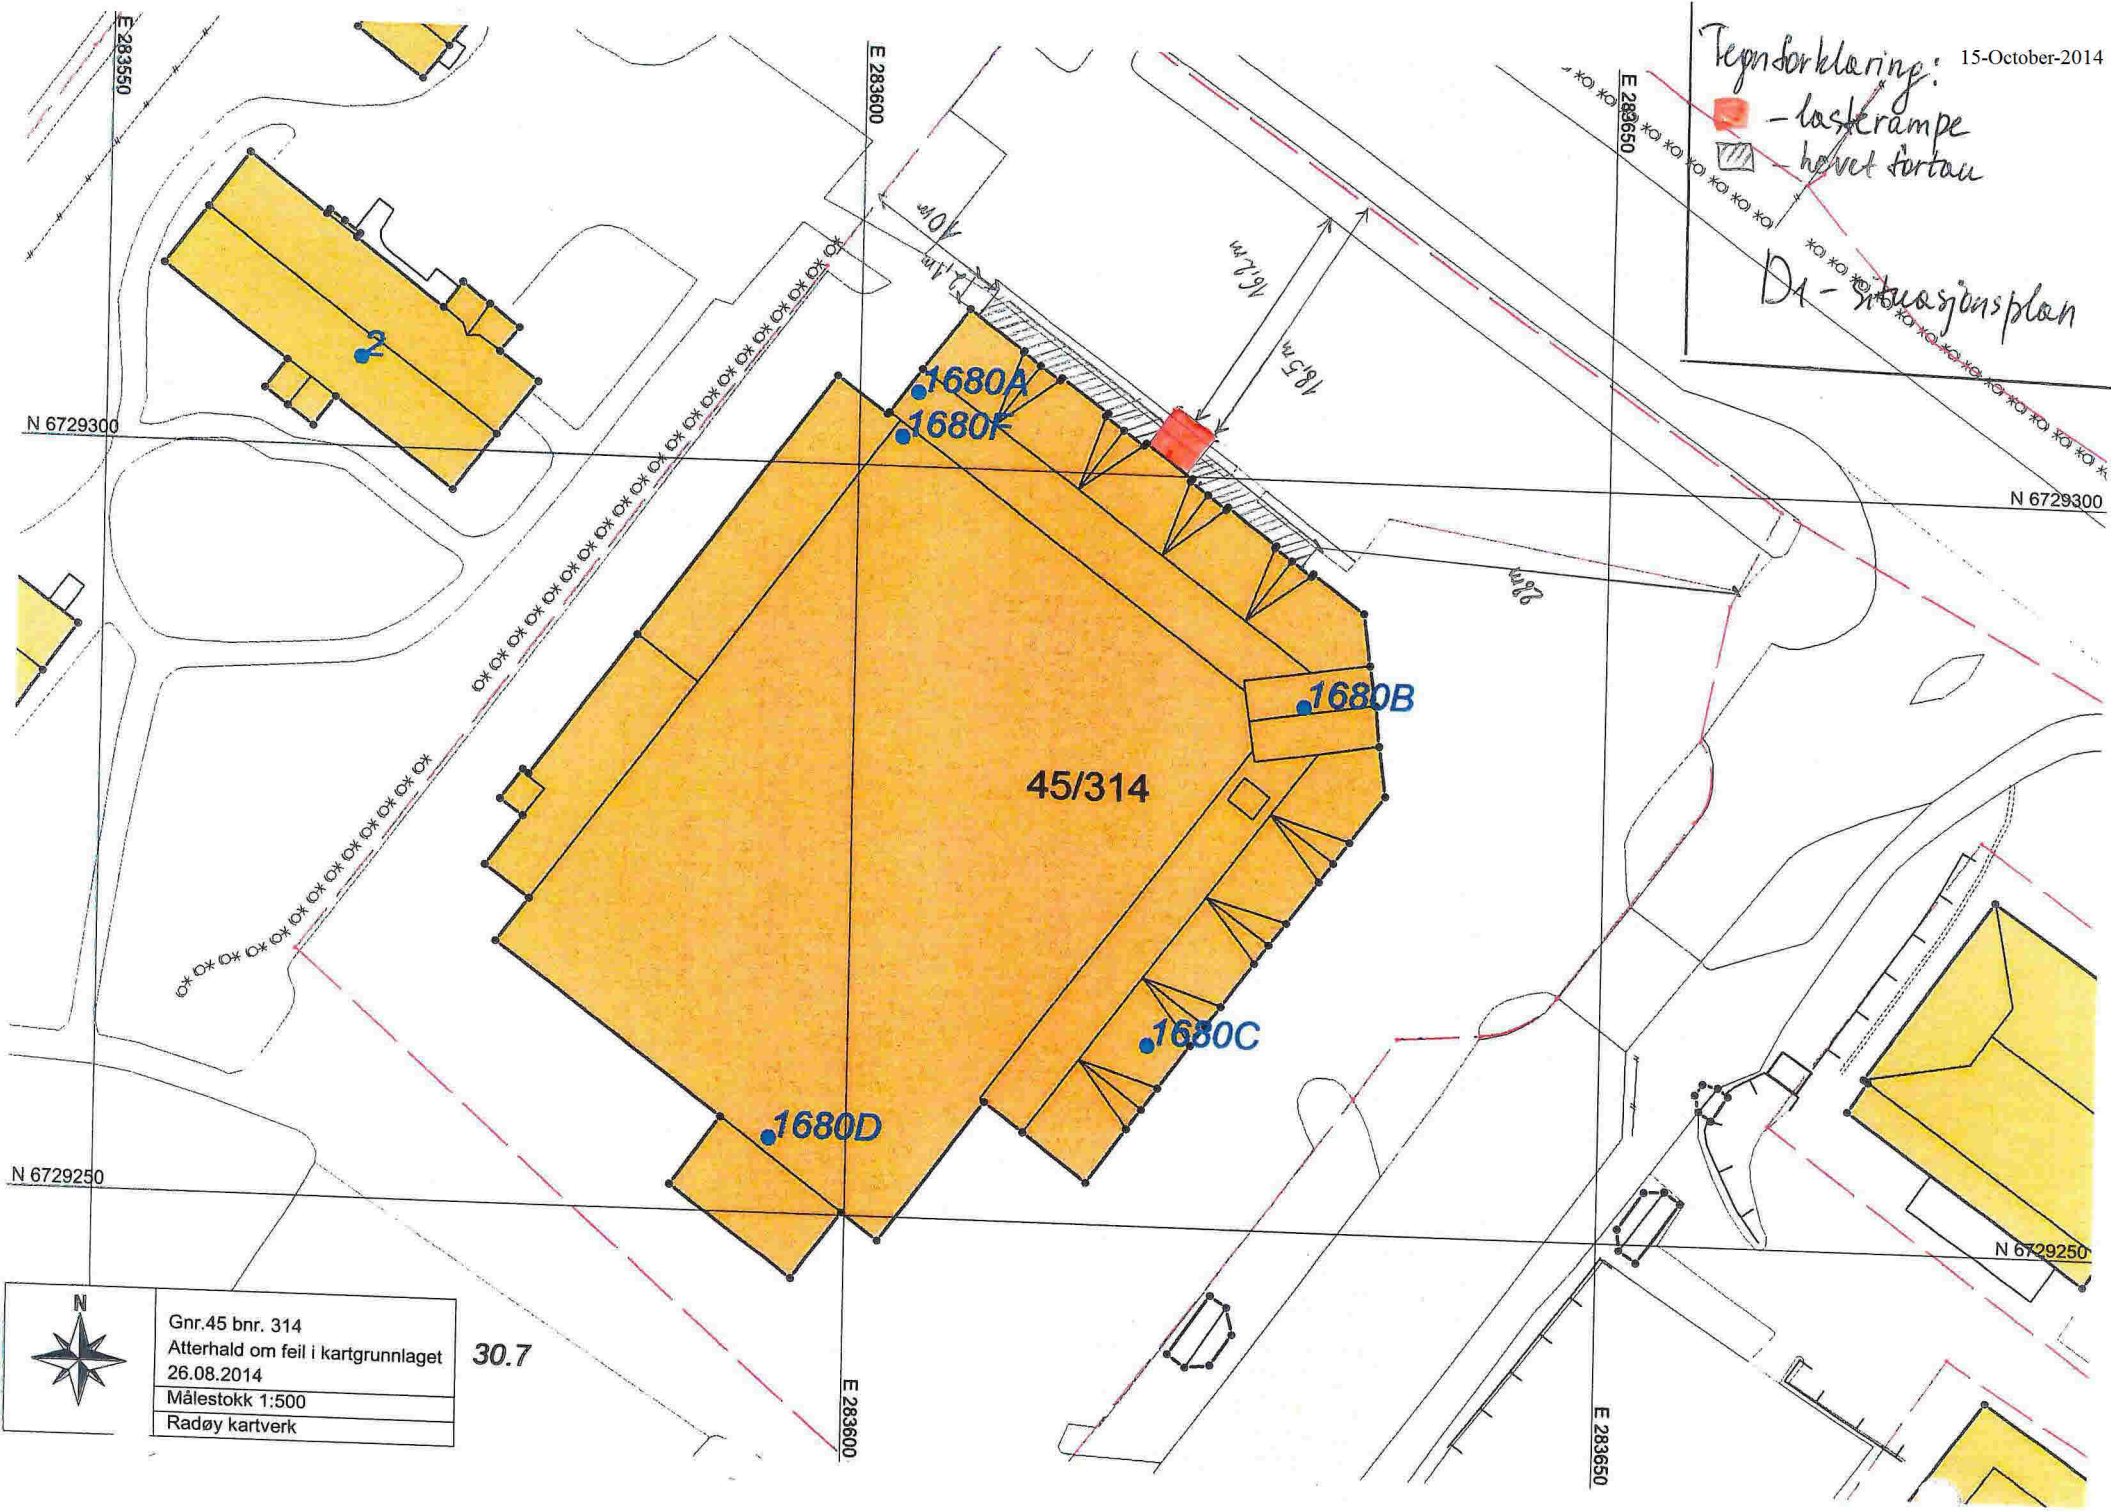 Tegnforklaring:
15-October-2014
- lasterampe
- hevet fortau
D1 - Situasjonsplan
E 283550
E 283600
E 283650
10m
2,1m
16,2m
18,5m
28m
2
1680A
1680F
N 6729300
N 6729300
1680B
45/314
1680C
1680D
N 6729250
N 6729250
N
Gnr.45 bnr. 314
Atterhald om feil i kartgrunnlaget
26.08.2014
Målestokk 1:500
Radøy kartverk
30.7
E 283600
E 283650